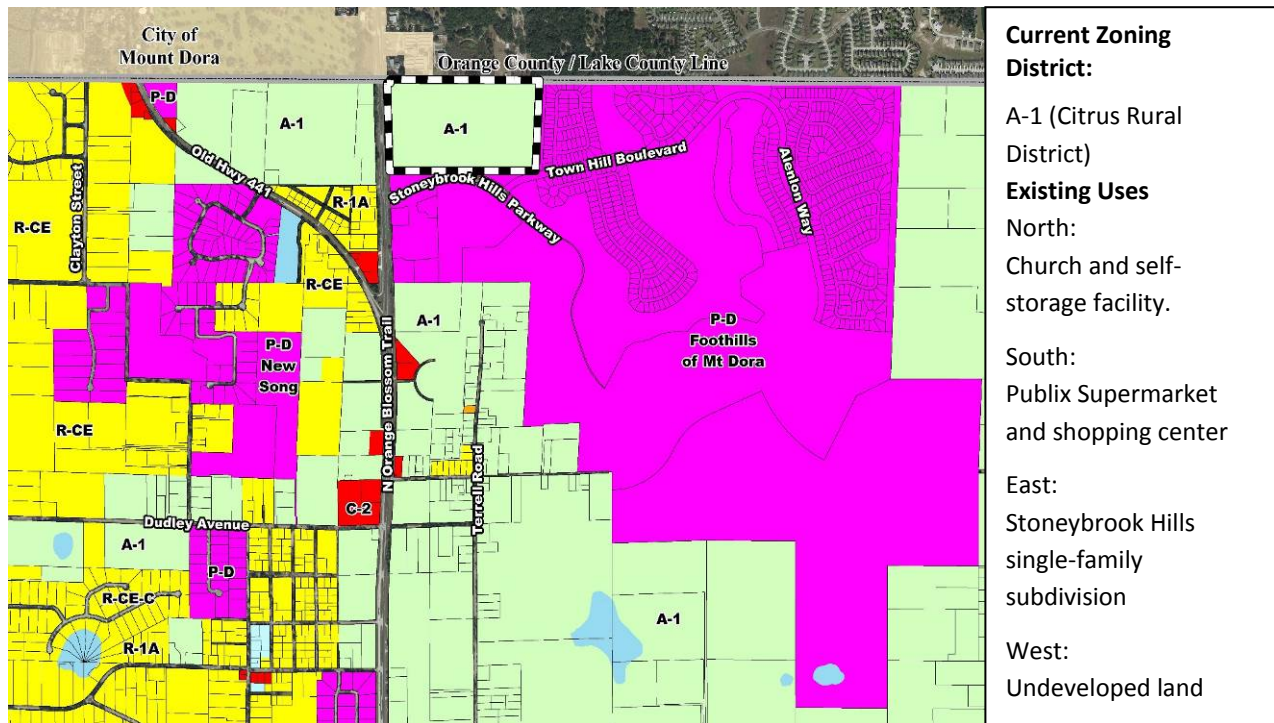 City of
Mount Dora
Orange County / Lake County Line
P-D
A-1
A-1
Old Hwy 441
Town Hill Boulevard
Stoneybrook Hills Parkway
Alenlon Way
Clayton Street
R-CE
R-1A
R-CE
A-1
P-D
Foothills
of Mt Dora
P-D
New
Song
N Orange Blossom Trail
R-CE
Terrell Road
C-2
Dudley Avenue
A-1
P-D
R-CE-C
R-1A
A-1
Current Zoning
District:
A-1 (Citrus Rural
District)
Existing Uses
North:
Church and self-
storage facility.
South:
Publix Supermarket
and shopping center
East:
Stoneybrook Hills
single-family
subdivision
West:
Undeveloped land